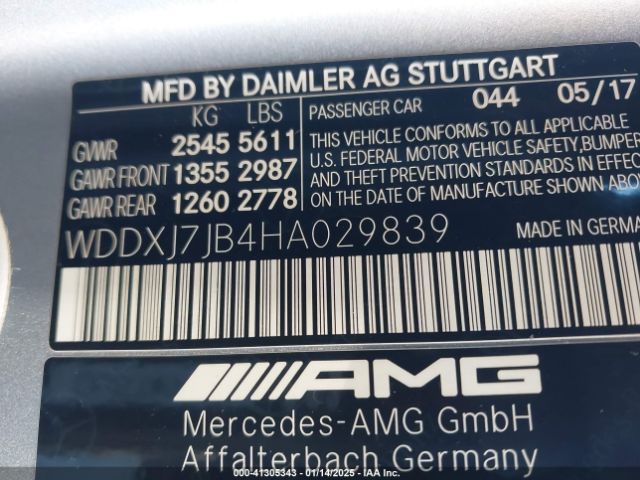 MFD BY DAIMLER AG STUTTGART
KG LBS
PASSENGER CAR 044 05/17
GVWR 2545 5611
GAWR FRONT 1355 2987
GAWR REAR 1260 2778
THIS VEHICLE CONFORMS TO ALL APPLICABLE
U.S. FEDERAL MOTOR VEHICLE SAFETY,BUMPER
AND THEFT PREVENTION STANDARDS IN EFFEC
ON THE DATE OF MANUFACTURE SHOWN ABOV
WDDXJ7JB4HA029839
MADE IN GERMAN
AMG
Mercedes-AMG GmbH
Affalterbach Germany
000-41305343 - 01/14/2025 - IAA Inc.